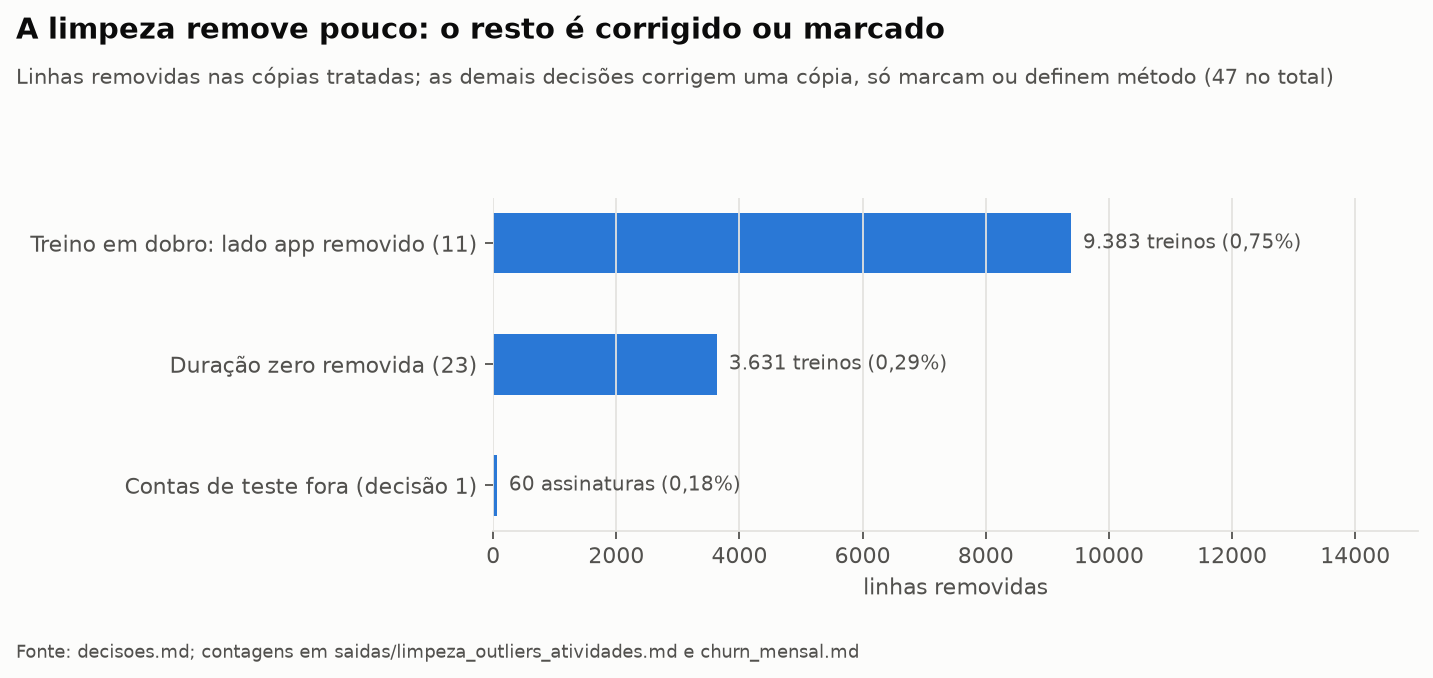 A limpeza remove pouco: o resto é corrigido ou marcado
Linhas removidas nas cópias tratadas; as demais decisões corrigem uma cópia, só marcam ou definem método (47 no total)
Treino em dobro: lado app removido (11)
9.383 treinos (0,75%)
Duração zero removida (23)
3.631 treinos (0,29%)
Contas de teste fora (decisão 1)
60 assinaturas (0,18%)
0 2000 4000 6000 8000 10000 12000 14000
linhas removidas
Fonte: decisoes.md; contagens em saidas/limpeza_outliers_atividades.md e churn_mensal.md